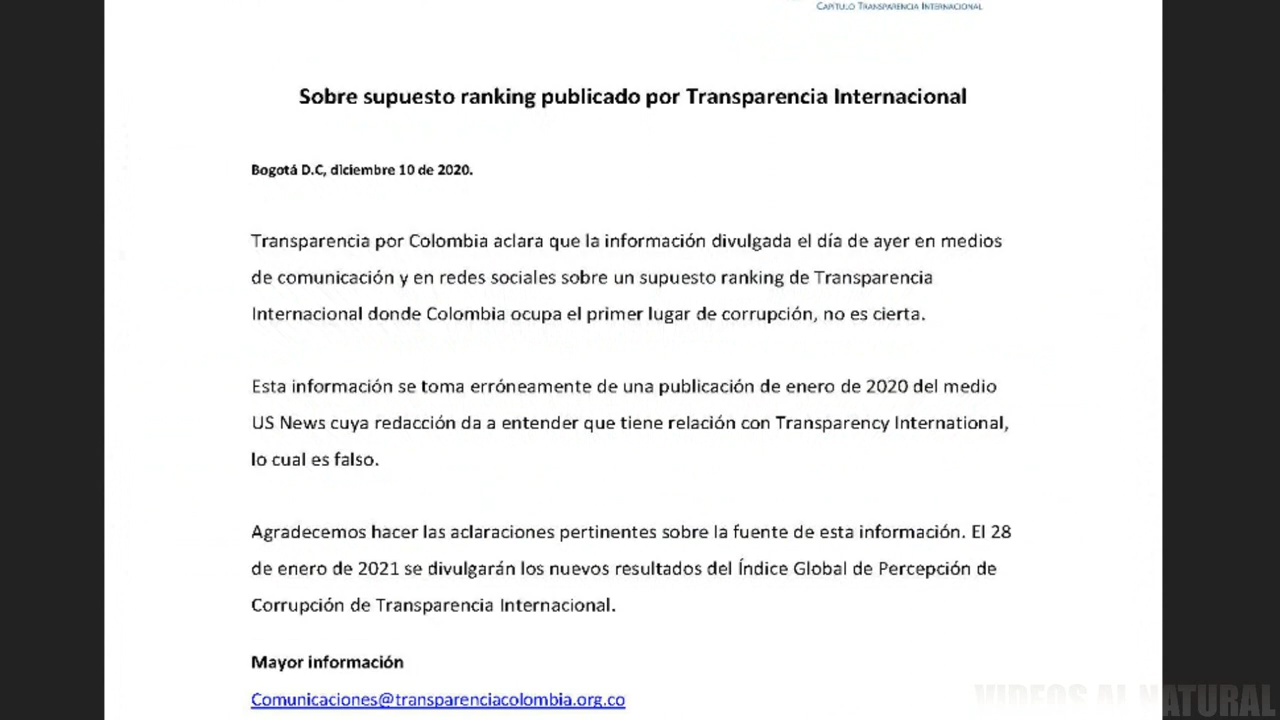 CAPITULO TRANSPARENCIA INTERNACIONAL
Sobre supuesto ranking publicado por Transparencia Internacional
Bogotá D.C, diciembre 10 de 2020.
Transparencia por Colombia aclara que la información divulgada el día de ayer en medios
de comunicación y en redes sociales sobre un supuesto ranking de Transparencia
Internacional donde Colombia ocupa el primer lugar de corrupción, no es cierta.
Esta información se toma erróneamente de una publicación de enero de 2020 del medio
US News cuya redacción da a entender que tiene relación con Transparency International,
lo cual es falso.
Agradecemos hacer las aclaraciones pertinentes sobre la fuente de esta información. El 28
de enero de 2021 se divulgarán los nuevos resultados del Índice Global de Percepción de
Corrupción de Transparencia Internacional.
Mayor información
Comunicaciones@transparenciacolombia.org.co
VIDEOS AL NATURAL